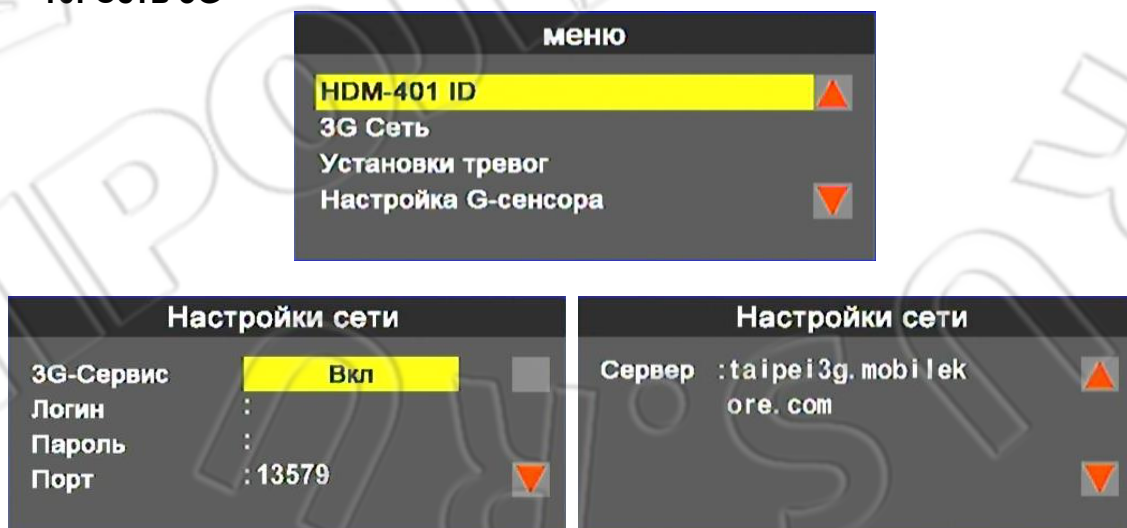 меню
HDM-401 ID
3G Сеть
Установки тревог
Настройка G-сенсора
Настройки сети
3G-Сервис Вкл
Логин :
Пароль :
Порт :13579
Настройки сети
Сервер :taipei3g.mobilek
ore.com